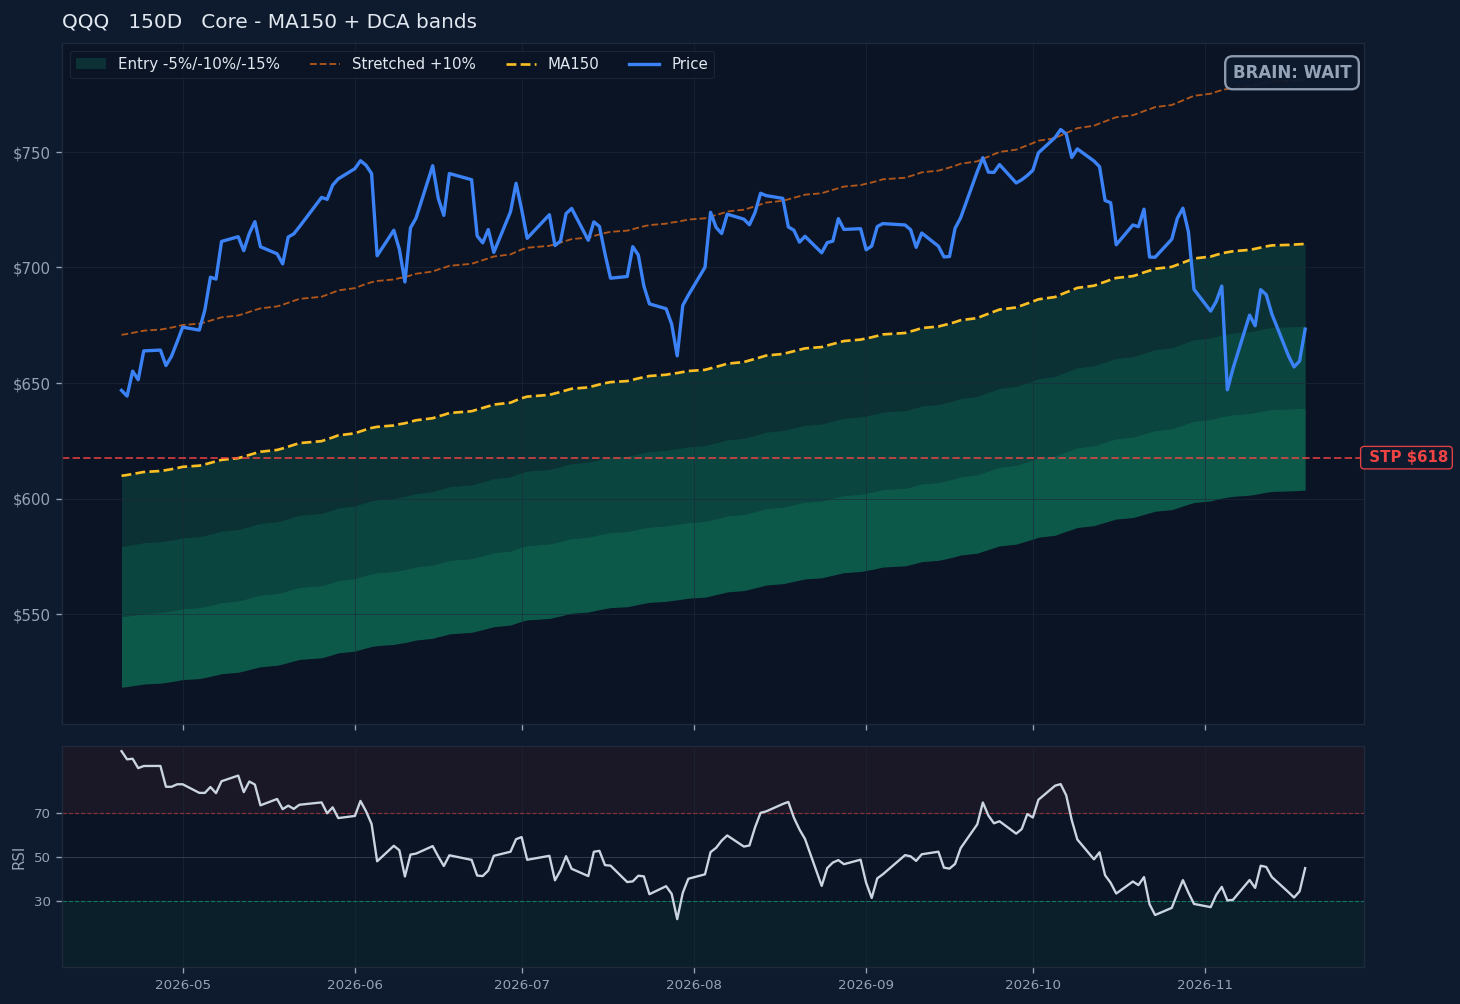 QQQ   150D   Core - MA150 + DCA bands
Entry -5%/-10%/-15%   Stretched +10%   MA150   Price
BRAIN: WAIT
$750
$700
$650
$600
$550
STP $618
RSI
70
50
30
2026-05   2026-06   2026-07   2026-08   2026-09   2026-10   2026-11